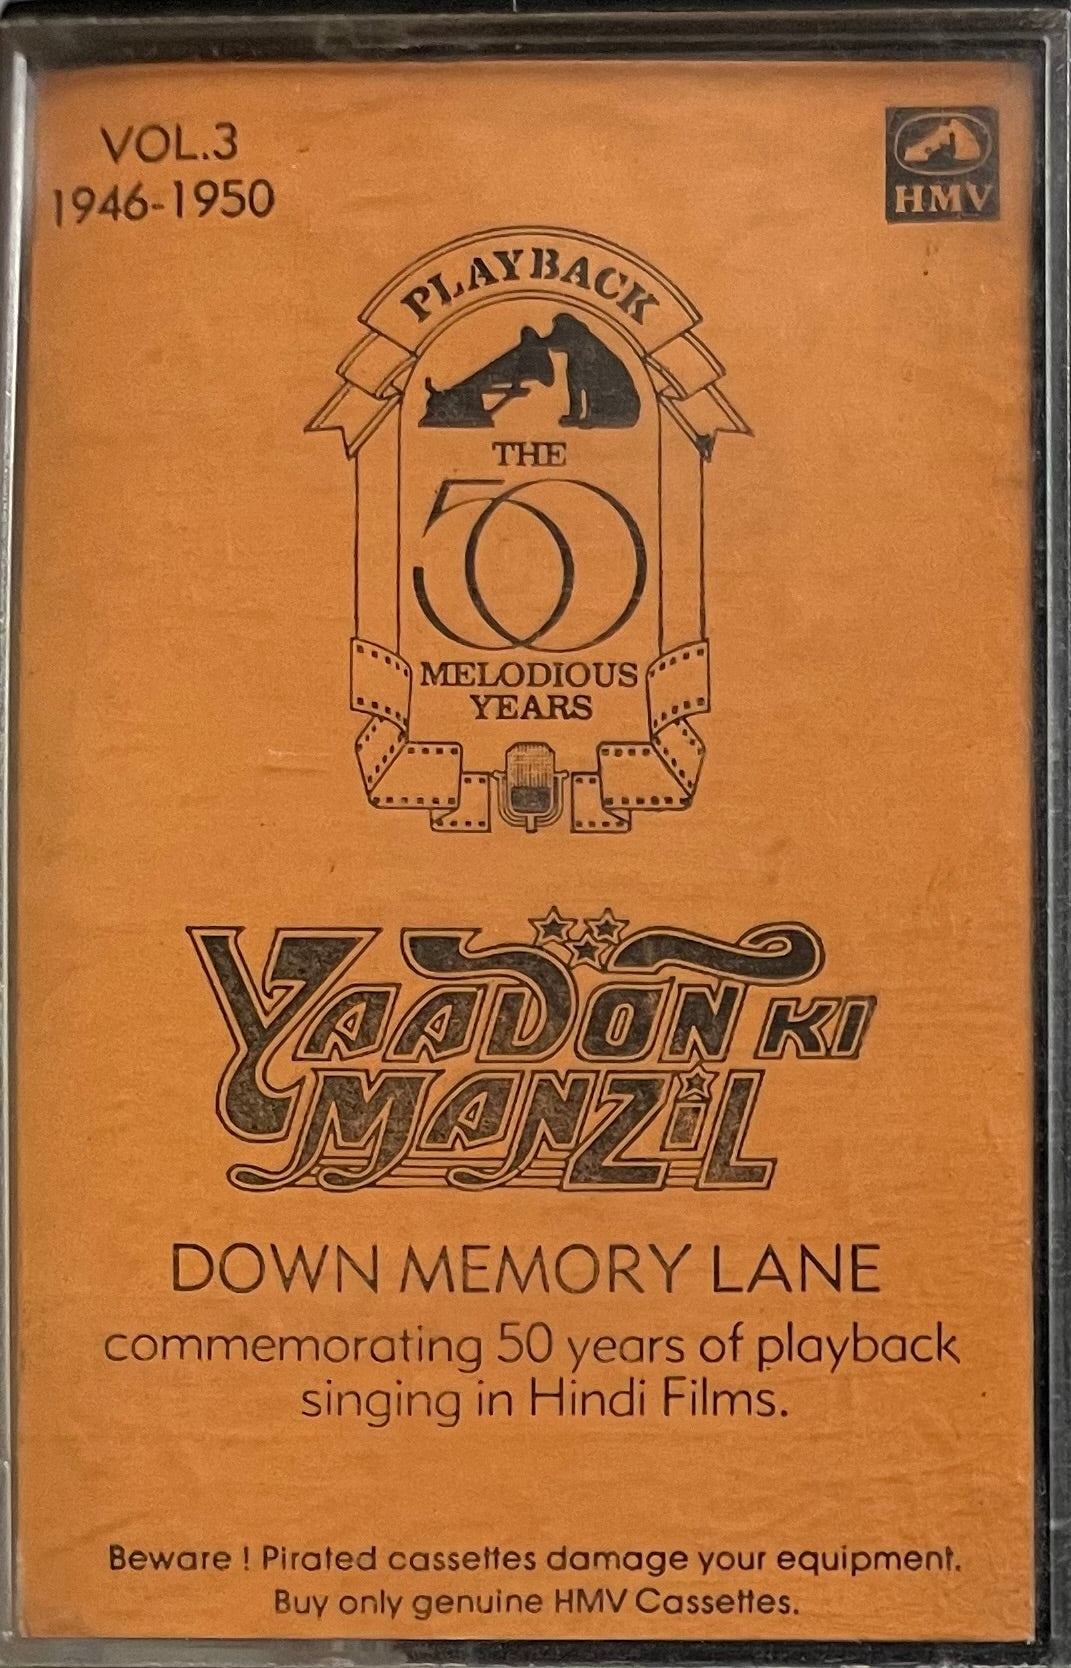 VOL.3
1946-1950
HMV
PLAYBACK
THE
50
MELODIOUS
YEARS
YAADON KI
MANZIL
DOWN MEMORY LANE
commemorating 50 years of playback
singing in Hindi Films.
Beware ! Pirated cassettes damage your equipment.
Buy only genuine HMV Cassettes.